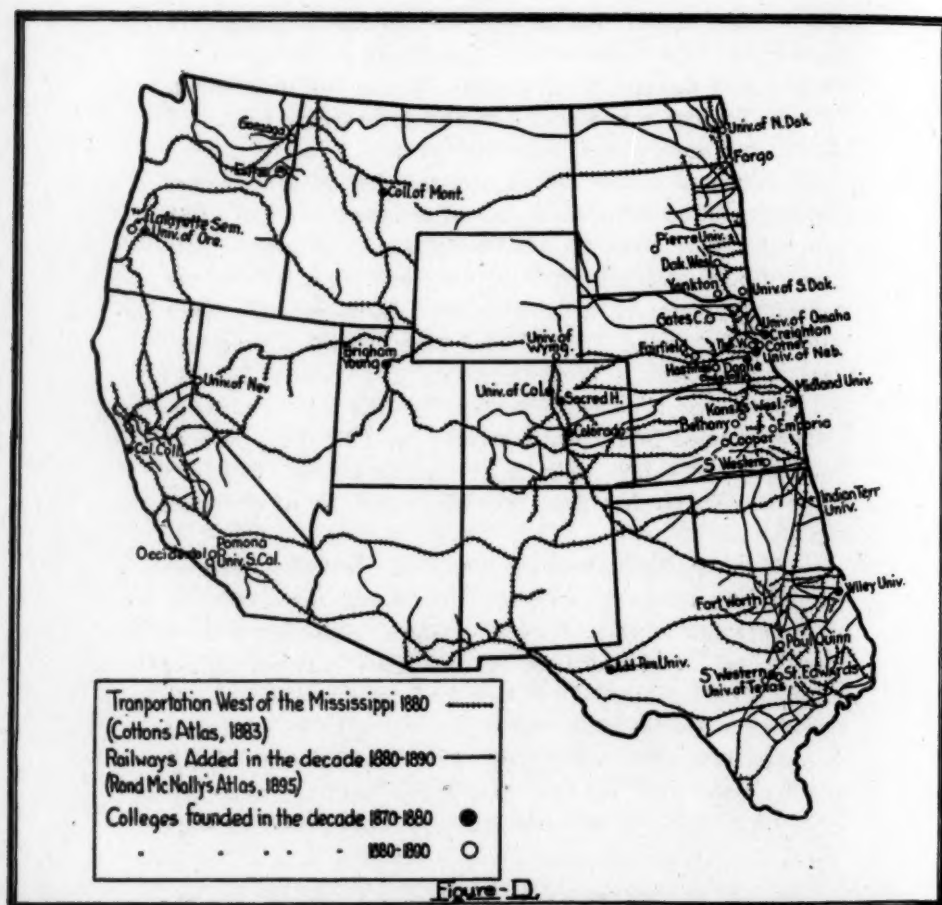 Gonzaga
Univ. of N. Dak.
Fargo
Coll. of Mont.
Lafayette Sem.
Univ. of Ore.
Pierre Univ.
Dak. Wes.
Yankton
Univ. of S. Dak.
Gates C.
Univ. of Omaha
Creighton
Cotner
Univ. of Neb.
Fairfield
Doane
Univ. of Wymg.
Brigham Young
Univ. of Nev.
Univ. of Col.
Sacred H.
Midland Univ.
Kans. Wesl.
Bethany
Emporia
Colorado
Cooper
S' Western
Cal. Coll.
Indian Terr Univ.
Occidental
Pomona
Univ. S. Cal.
Fort Worth
Wiley Univ.
Paul Quinn
Add. Ran. Univ.
S' Western
St. Edwards
Univ. of Texas
Tranportation West of the Mississippi 1880
(Cotton's Atlas, 1883)
Railways Added in the decade 1880-1890
(Rand McNally's Atlas, 1895)
Colleges founded in the decade 1870-1880
" " " " " 1880-1890
Figure-D.